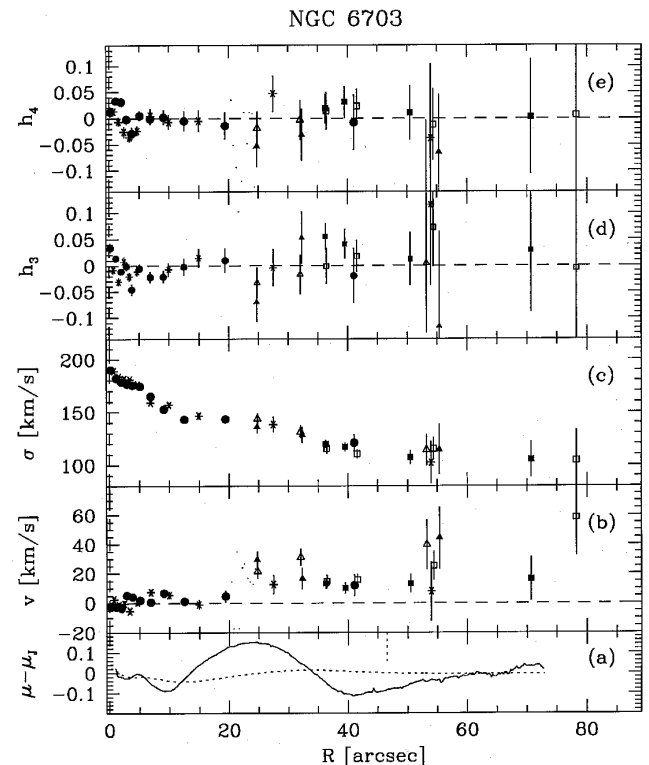 NGC 6703
0.1
0.05
0
−0.05
−0.1
h4
(e)
0.1
0.05
0
−0.05
−0.1
h3
(d)
200
150
100
σ [km/s]
(c)
60
40
20
0
−20
v [km/s]
(b)
0.1
0
−0.1
μ−μI
(a)
0 20 40 60 80
R [arcsec]